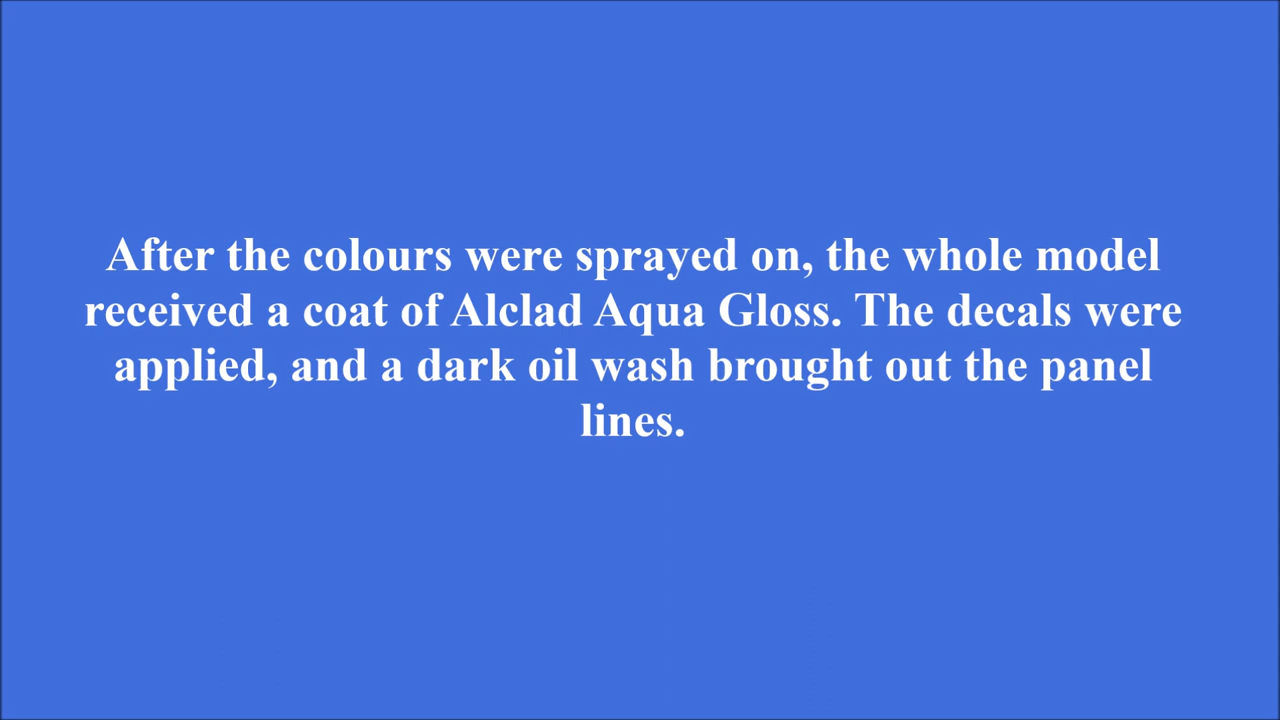 After the colours were sprayed on, the whole model
received a coat of Alclad Aqua Gloss. The decals were
applied, and a dark oil wash brought out the panel
lines.